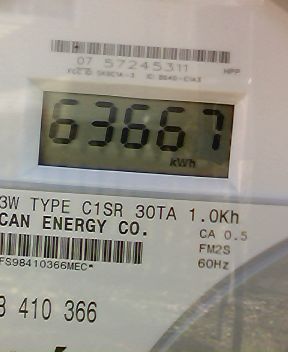 07 57245311
HPP
63667
kWh
3W TYPE C1SR 30TA 1.0Kh
CAN ENERGY CO.
CA 0.5
FM2S
FS98410366MEC*
60Hz
410 366